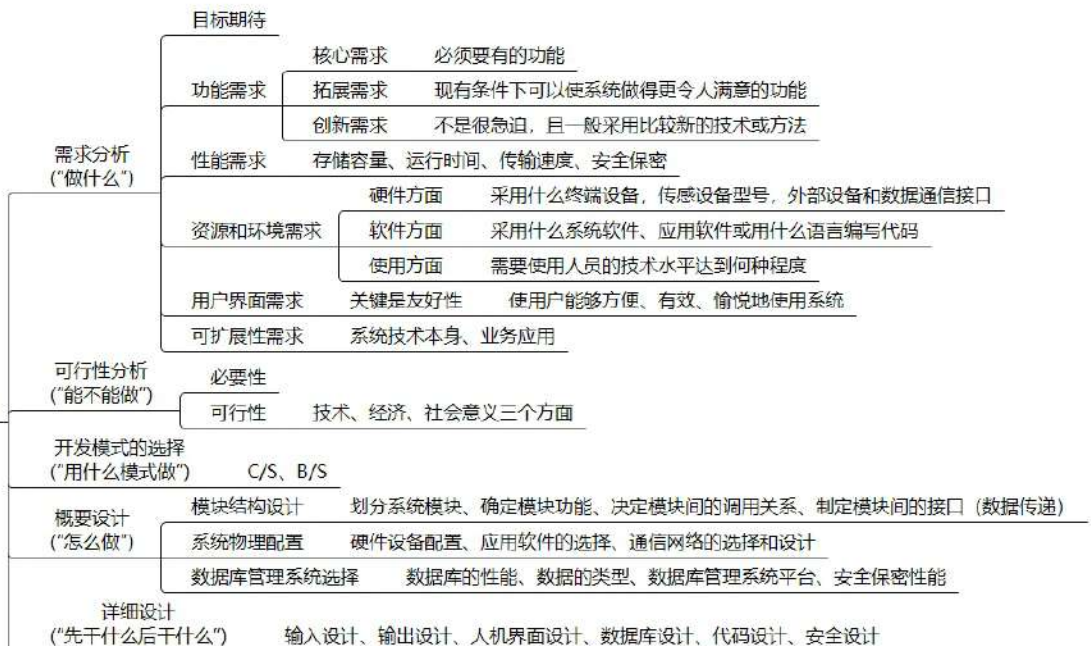 目标期待
核心需求 必须要有的功能
功能需求 拓展需求 现有条件下可以使系统做得更令人满意的功能
创新需求 不是很急迫，且一般采用比较新的技术或方法
需求分析
("做什么")
性能需求 存储容量、运行时间、传输速度、安全保密
硬件方面 采用什么终端设备，传感设备型号，外部设备和数据通信接口
资源和环境需求 软件方面 采用什么系统软件、应用软件或用什么语言编写代码
使用方面 需要使用人员的技术水平达到何种程度
用户界面需求 关键是友好性 使用户能够方便、有效、愉悦地使用系统
可扩展性需求 系统技术本身、业务应用
可行性分析
("能不能做")
必要性
可行性 技术、经济、社会意义三个方面
开发模式的选择
("用什么模式做") C/S、B/S
模块结构设计 划分系统模块、确定模块功能、决定模块间的调用关系、制定模块间的接口（数据传递）
概要设计
("怎么做") 系统物理配置 硬件设备配置、应用软件的选择、通信网络的选择和设计
数据库管理系统选择 数据库的性能、数据的类型、数据库管理系统平台、安全保密性能
详细设计
("先干什么后干什么") 输入设计、输出设计、人机界面设计、数据库设计、代码设计、安全设计